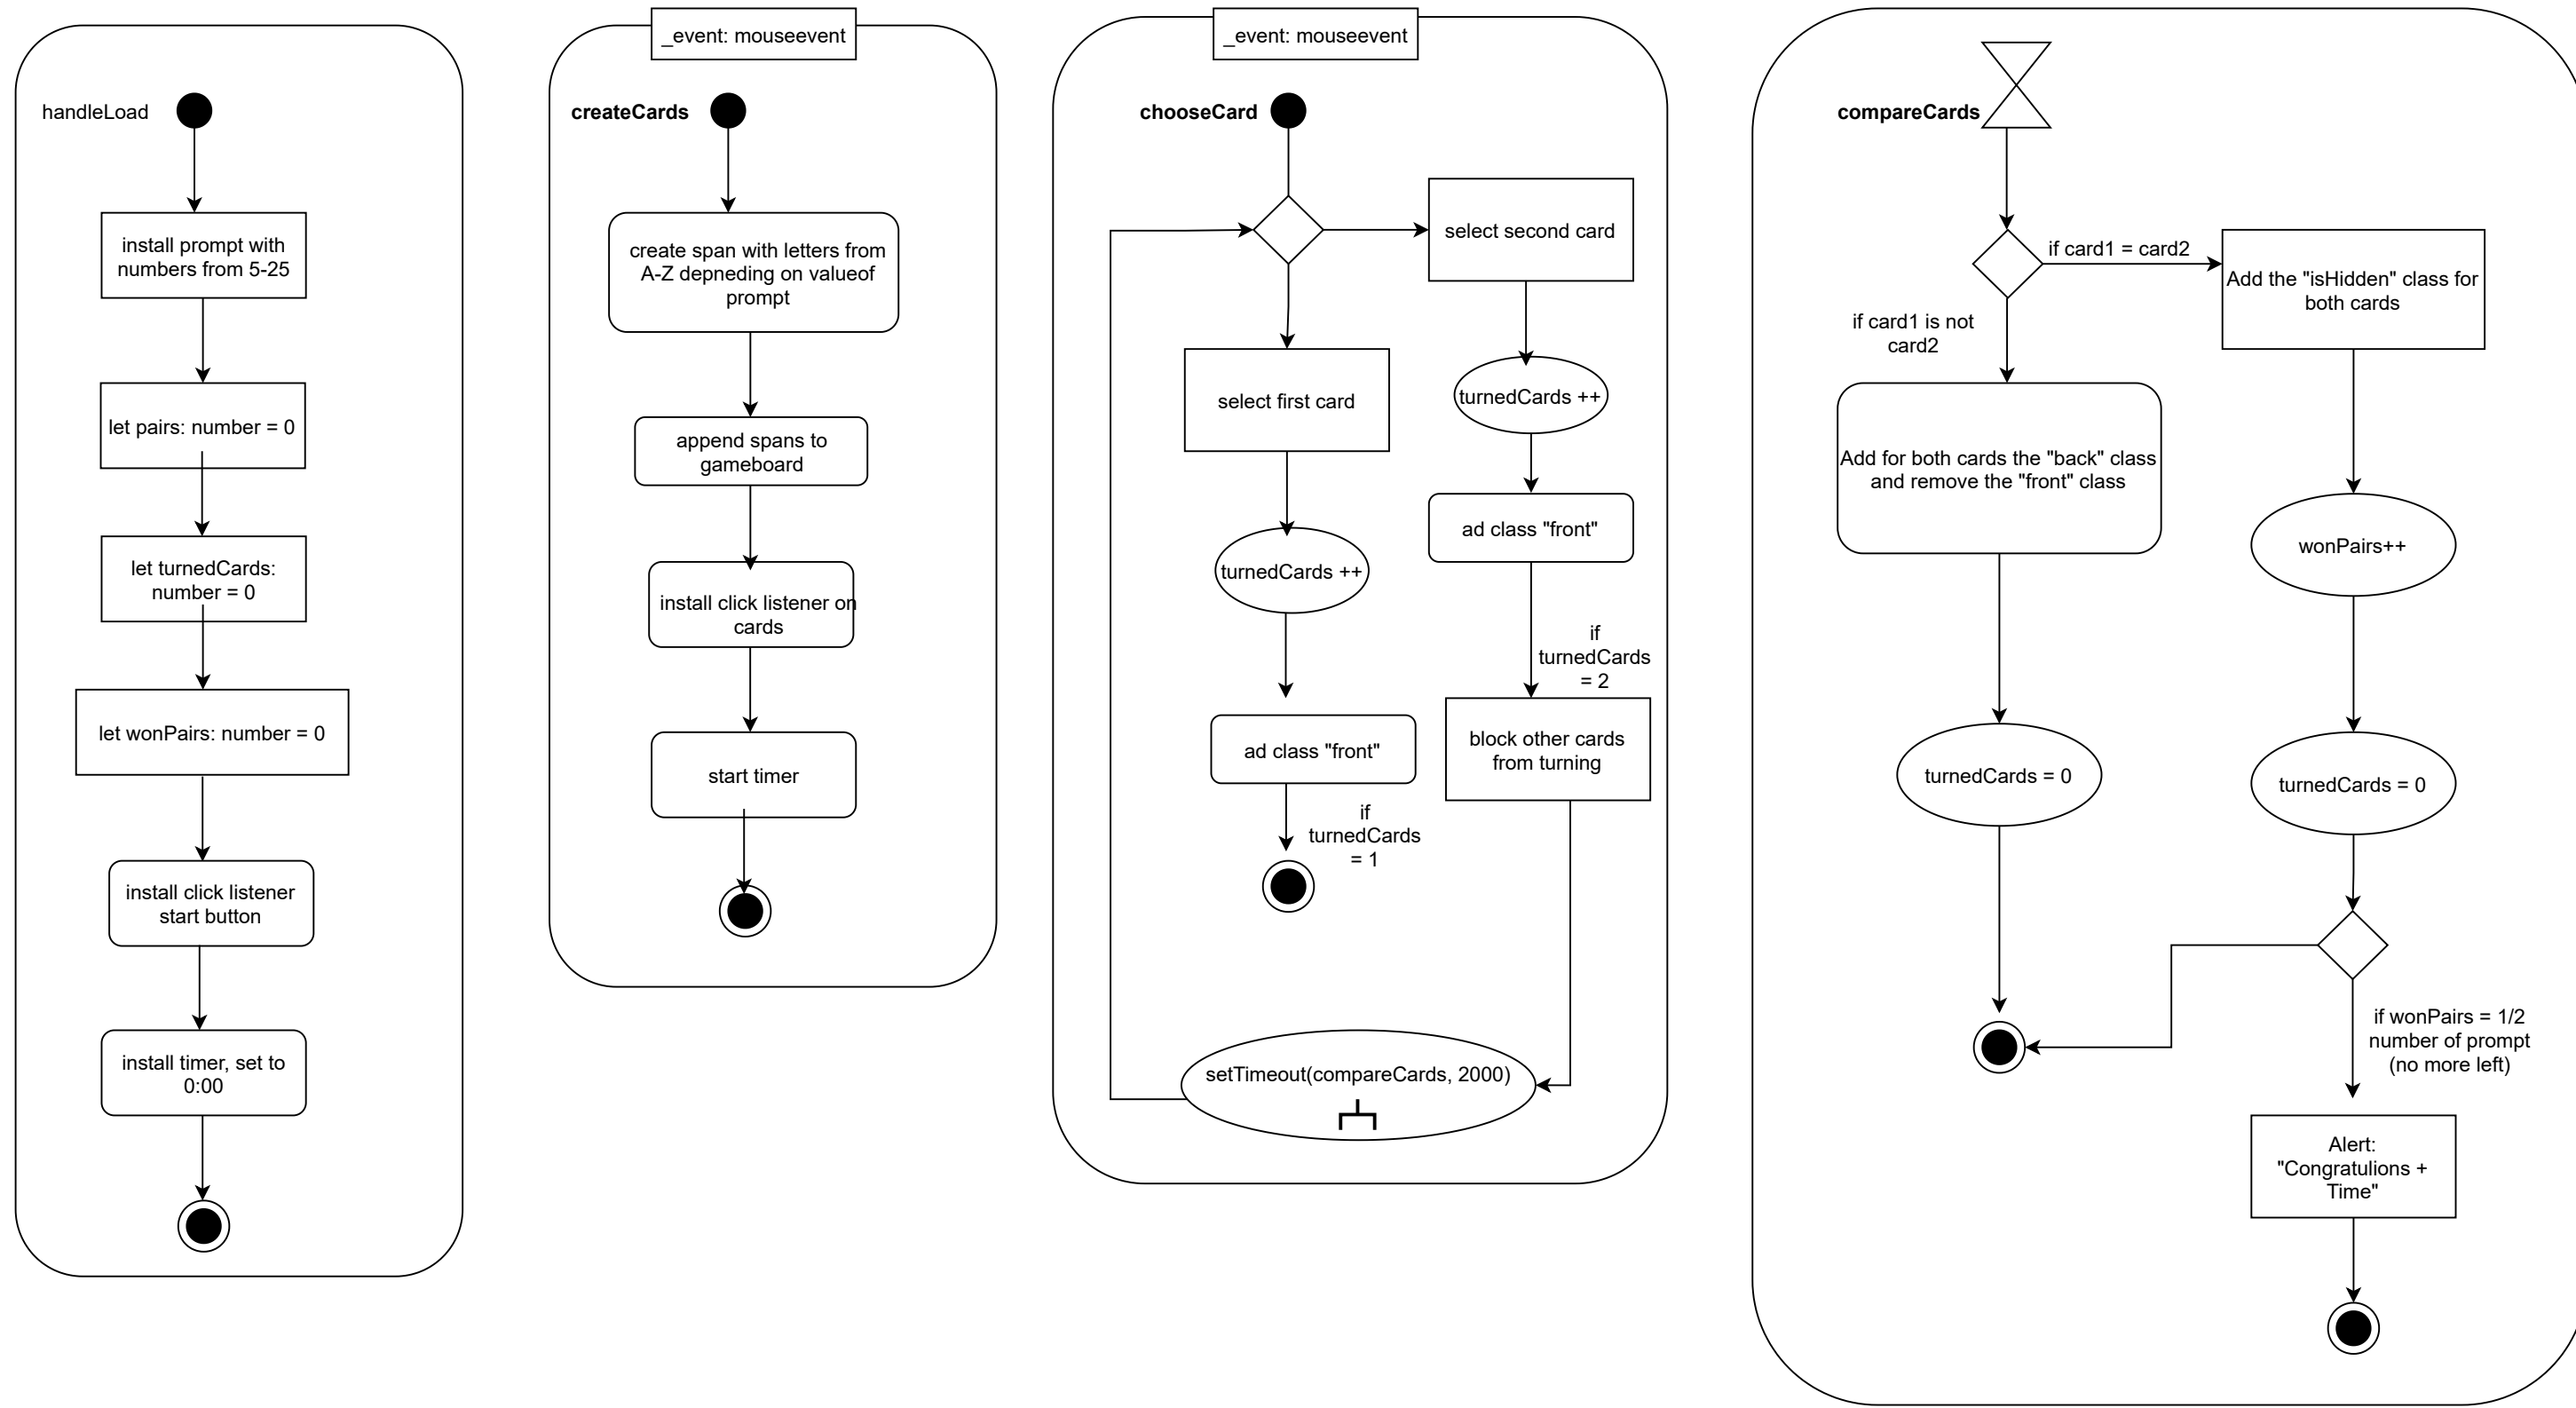 handleLoad
install prompt with
numbers from 5-25
let pairs: number = 0
let turnedCards:
number = 0
let wonPairs: number = 0
install click listener
start button
install timer, set to
0:00
_event: mouseevent
createCards
create span with letters from
A-Z depneding on valueof
prompt
append spans to
gameboard
install click listener on
cards
start timer
_event: mouseevent
chooseCard
select second card
select first card
turnedCards ++
ad class "front"
turnedCards ++
if
turnedCards
= 2
block other cards
from turning
ad class "front"
if
turnedCards
= 1
setTimeout(compareCards, 2000)
compareCards
if card1 = card2
Add the "isHidden" class for
both cards
if card1 is not
card2
Add for both cards the "back" class
and remove the "front" class
wonPairs++
turnedCards = 0
turnedCards = 0
if wonPairs = 1/2
number of prompt
(no more left)
Alert:
"Congratulions +
Time"